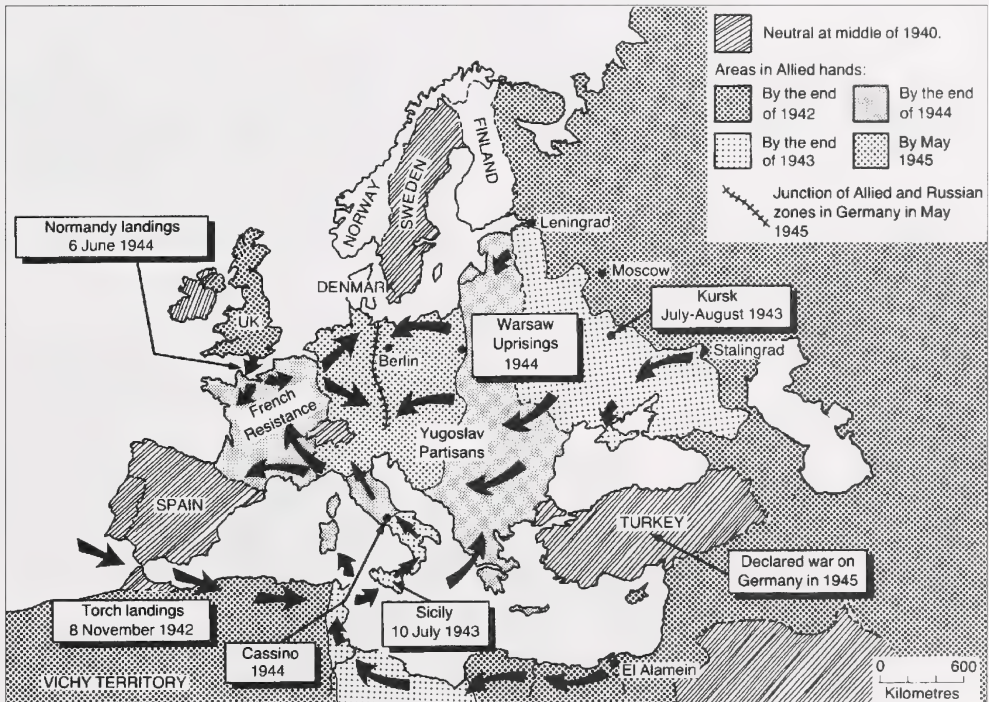 Neutral at middle of 1940.
Areas in Allied hands:
By the end
of 1942
By the end
of 1944
By the end
of 1943
By May
1945
Junction of Allied and Russian
zones in Germany in May
1945
Normandy landings
6 June 1944
NORWAY
SWEDEN
FINLAND
Leningrad
Moscow
DENMAR
Kursk
July-August 1943
UK
Warsaw
Uprisings
1944
Berlin
Stalingrad
French
Resistance
Yugoslav
Partisans
SPAIN
TURKEY
Declared war on
Germany in 1945
Torch landings
8 November 1942
Sicily
10 July 1943
Cassino
1944
El Alamein
VICHY TERRITORY
0 600
Kilometres